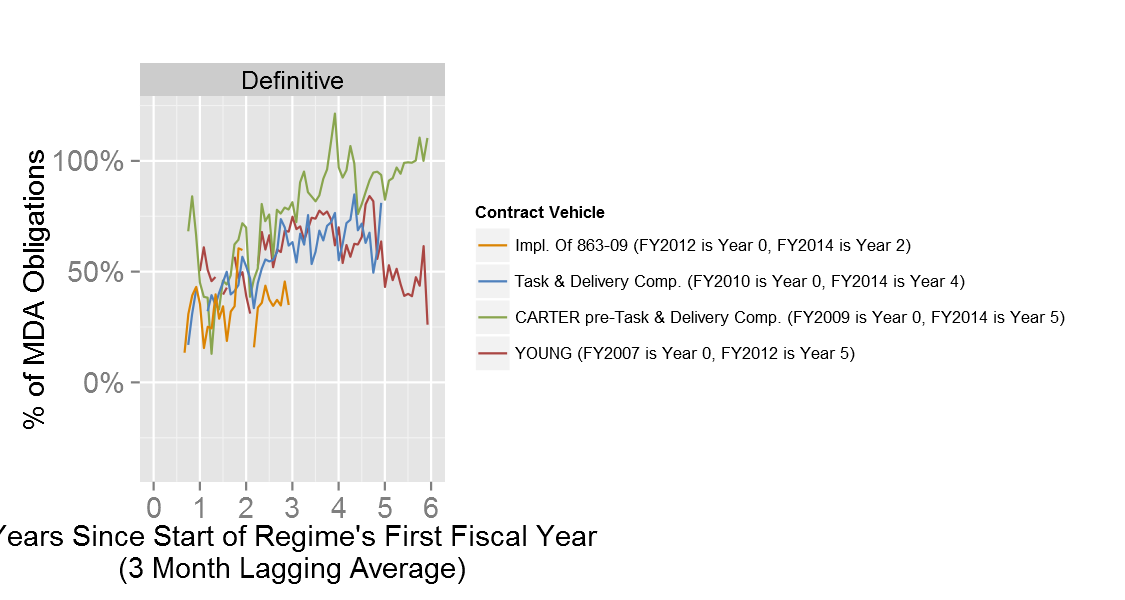 Definitive
% of MDA Obligations
100%
50%
0%
0 1 2 3 4 5 6
Years Since Start of Regime's First Fiscal Year
(3 Month Lagging Average)
Contract Vehicle
Impl. Of 863-09 (FY2012 is Year 0, FY2014 is Year 2)
Task & Delivery Comp. (FY2010 is Year 0, FY2014 is Year 4)
CARTER pre-Task & Delivery Comp. (FY2009 is Year 0, FY2014 is Year 5)
YOUNG (FY2007 is Year 0, FY2012 is Year 5)